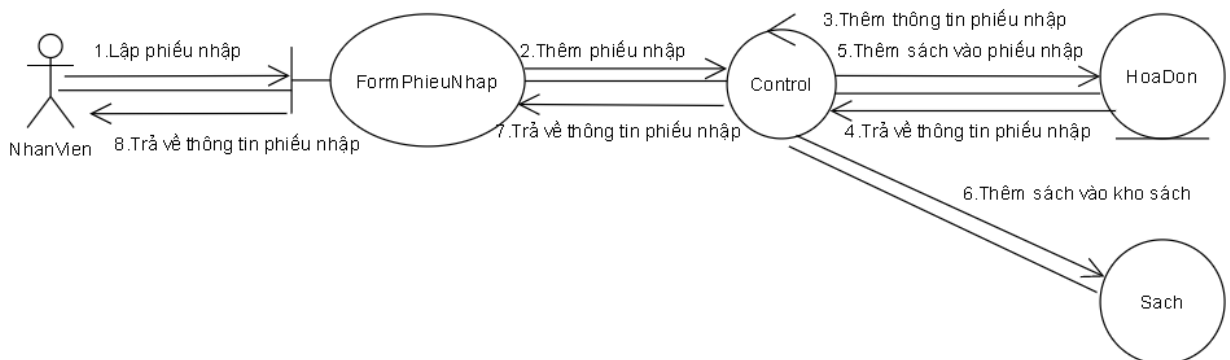 3.Thêm thông tin phiếu nhập
1.Lập phiếu nhập
2.Thêm phiếu nhập
5.Thêm sách vào phiếu nhập
FormPhieuNhap
Control
HoaDon
8.Trả về thông tin phiếu nhập
7.Trả về thông tin phiếu nhập
4.Trả về thông tin phiếu nhập
NhanVien
6.Thêm sách vào kho sách
Sach